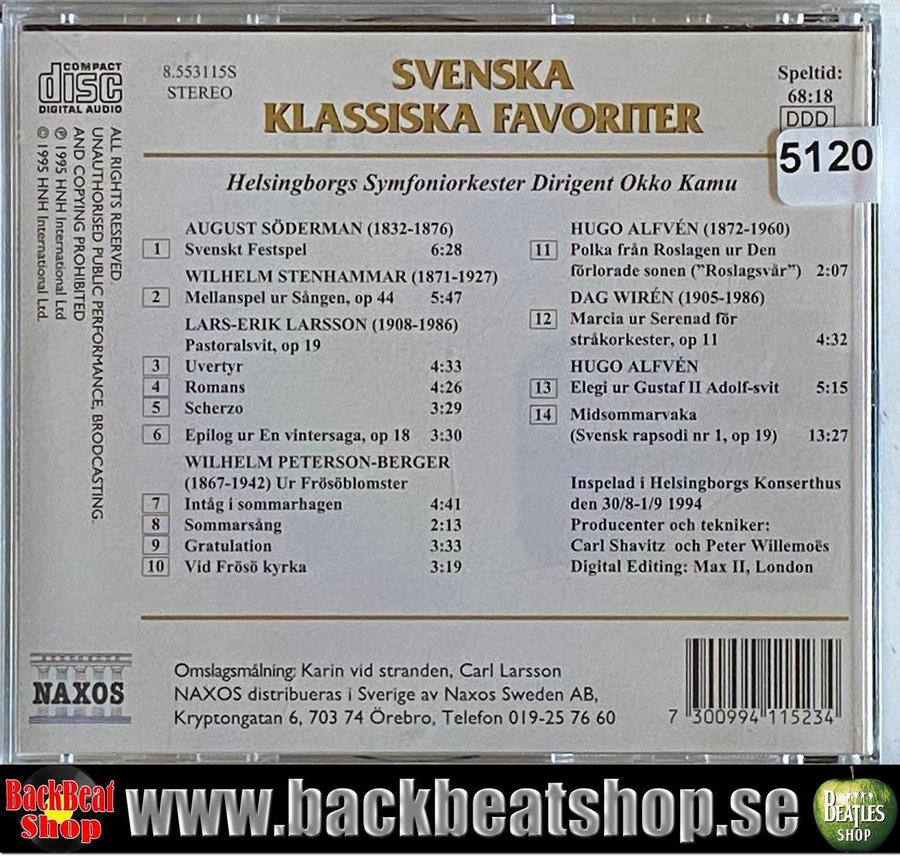 COMPACT
disc
DIGITAL AUDIO
8.553115S
STEREO
SVENSKA
KLASSISKA FAVORITER
Speltid:
68:18
DDD
5120
ALL RIGHTS RESERVED.
UNAUTHORISED PUBLIC PERFORMANCE, BRODCASTING.
AND COPYING PROHIBITED
℗ 1995 HNH International Ltd
© 1995 HNH International Ltd.
Helsingborgs Symfoniorkester Dirigent Okko Kamu
AUGUST SÖDERMAN (1832-1876)
1 Svenskt Festspel 6:28
WILHELM STENHAMMAR (1871-1927)
2 Mellanspel ur Sången, op 44 5:47
LARS-ERIK LARSSON (1908-1986)
Pastoralsvit, op 19
3 Uvertyr 4:33
4 Romans 4:26
5 Scherzo 3:29
6 Epilog ur En vintersaga, op 18 3:30
WILHELM PETERSON-BERGER
(1867-1942) Ur Frösöblomster
7 Intåg i sommarhagen 4:41
8 Sommarsång 2:13
9 Gratulation 3:33
10 Vid Frösö kyrka 3:19
HUGO ALFVÉN (1872-1960)
11 Polka från Roslagen ur Den
förlorade sonen (”Roslagsvår”) 2:07
DAG WIRÉN (1905-1986)
12 Marcia ur Serenad för
stråkorkester, op 11 4:32
HUGO ALFVÉN
13 Elegi ur Gustaf II Adolf-svit 5:15
14 Midsommarvaka
(Svensk rapsodi nr 1, op 19) 13:27
Inspelad i Helsingborgs Konserthus
den 30/8-1/9 1994
Producenter och tekniker:
Carl Shavitz och Peter Willemoës
Digital Editing: Max II, London
NAXOS
Omslagsmålning: Karin vid stranden, Carl Larsson
NAXOS distribueras i Sverige av Naxos Sweden AB,
Kryptongatan 6, 703 74 Örebro, Telefon 019-25 76 60
7 300994 115234
BackBeat
Shop
www.backbeatshop.se
BEATLES
SHOP